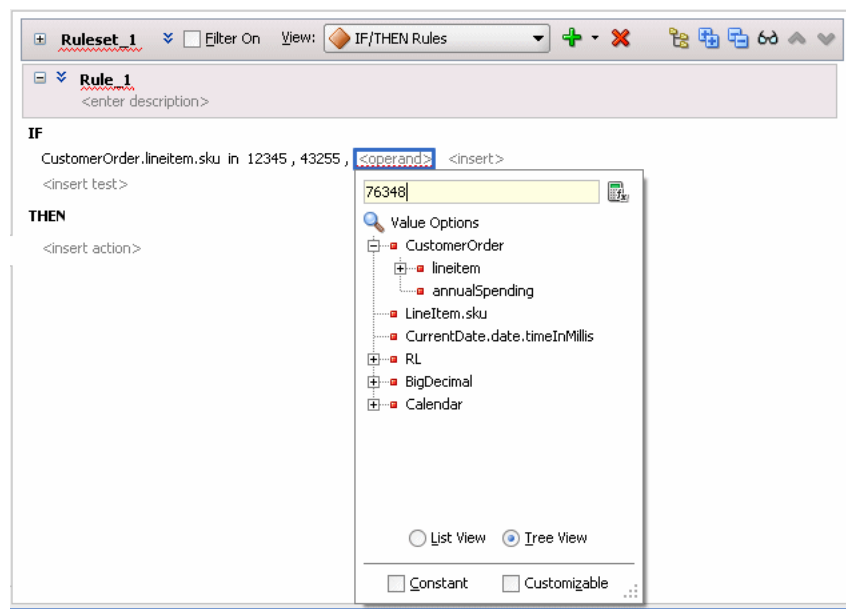 Ruleset_1 Filter On View: IF/THEN Rules
Rule_1
<enter description>
IF
CustomerOrder.lineitem.sku in 12345 , 43255 , <operand> <insert>
<insert test>
76348
THEN
Value Options
<insert action>
CustomerOrder
lineitem
annualSpending
LineItem.sku
CurrentDate.date.timeInMillis
RL
BigDecimal
Calendar
List View Tree View
Constant Customizable